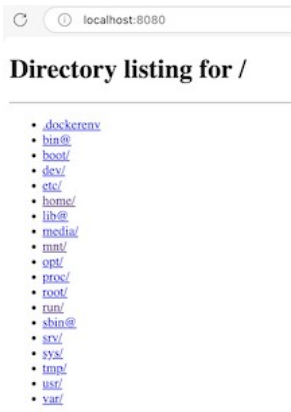 localhost:8080
Directory listing for /
.dockerenv
bin@
boot/
dev/
etc/
home/
lib@
media/
mnt/
opt/
proc/
root/
run/
sbin@
srv/
sys/
tmp/
usr/
var/